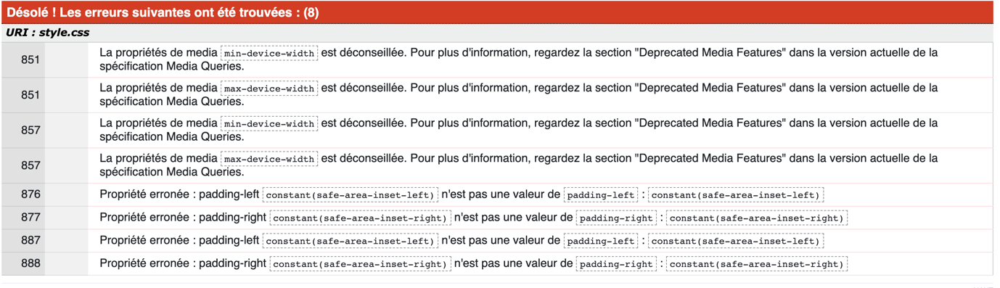 Désolé ! Les erreurs suivantes ont été trouvées : (8)
URI : style.css
851 La propriétés de media min-device-width est déconseillée. Pour plus d'information, regardez la section "Deprecated Media Features" dans la version actuelle de la
spécification Media Queries.
851 La propriétés de media max-device-width est déconseillée. Pour plus d'information, regardez la section "Deprecated Media Features" dans la version actuelle de la
spécification Media Queries.
857 La propriétés de media min-device-width est déconseillée. Pour plus d'information, regardez la section "Deprecated Media Features" dans la version actuelle de la
spécification Media Queries.
857 La propriétés de media max-device-width est déconseillée. Pour plus d'information, regardez la section "Deprecated Media Features" dans la version actuelle de la
spécification Media Queries.
876 Propriété erronée : padding-left constant(safe-area-inset-left) n'est pas une valeur de padding-left : constant(safe-area-inset-left)
877 Propriété erronée : padding-right constant(safe-area-inset-right) n'est pas une valeur de padding-right : constant(safe-area-inset-right)
887 Propriété erronée : padding-left constant(safe-area-inset-left) n'est pas une valeur de padding-left : constant(safe-area-inset-left)
888 Propriété erronée : padding-right constant(safe-area-inset-right) n'est pas une valeur de padding-right : constant(safe-area-inset-right)